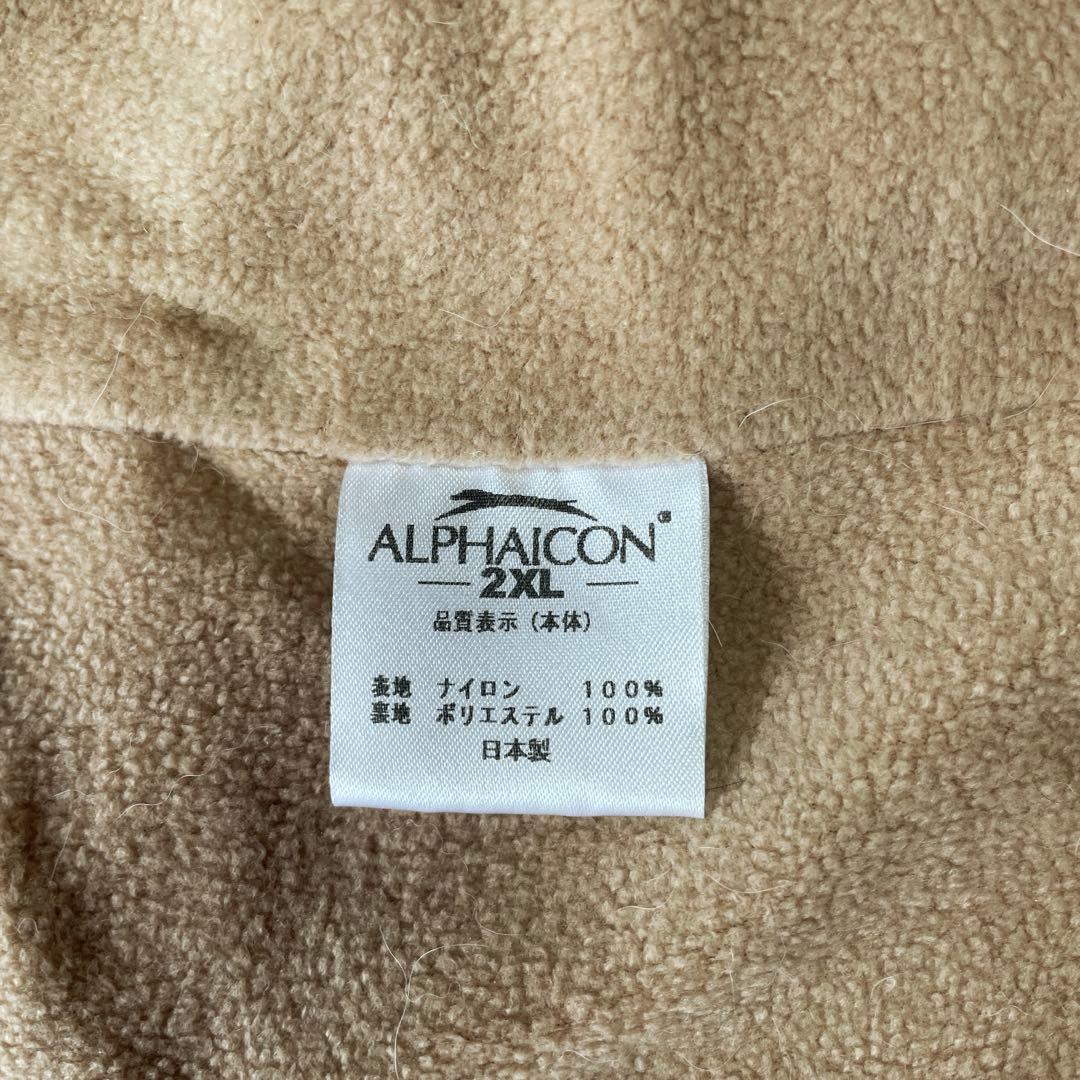 ALPHAICON®
2XL
品質表示（本体）
表地 ナイロン 100%
裏地 ポリエステル 100%
日本製